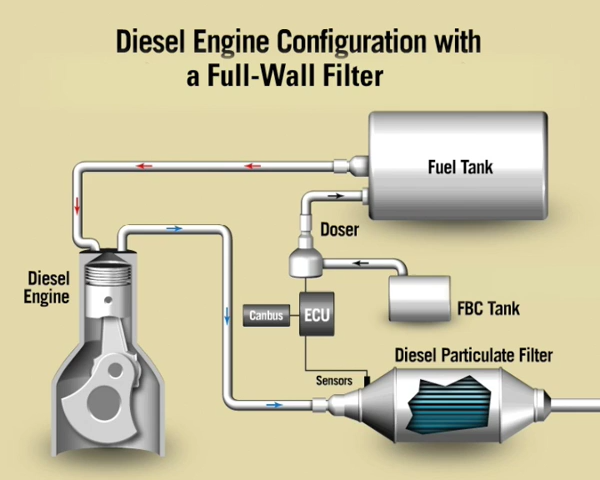 Diesel Engine Configuration with
a Full-Wall Filter
Fuel Tank
Doser
Diesel
Engine
FBC Tank
Canbus
ECU
Diesel Particulate Filter
Sensors